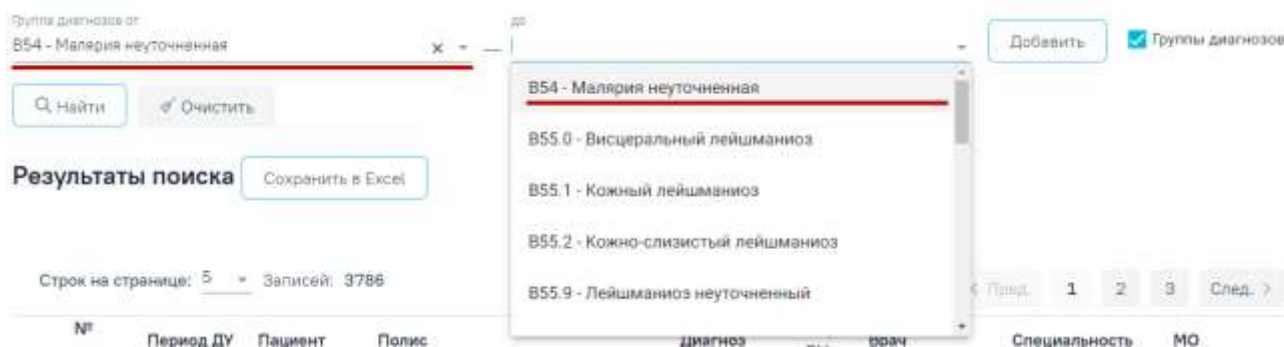 Группа диагнозов от
B54 - Малярия неуточненная
до
Добавить
Группы диагнозов
B54 - Малярия неуточненная
Найти
Очистить
B55.0 - Висцеральный лейшманиоз
Результаты поиска
Сохранить в Excel
B55.1 - Кожный лейшманиоз
B55.2 - Кожно-слизистый лейшманиоз
Строк на странице: 5 Записей: 3786
B55.9 - Лейшманиоз неуточненный
Пред. 1 2 3 След.
№ Период ДУ Пациент Полис Диагноз Врач Специальность МО